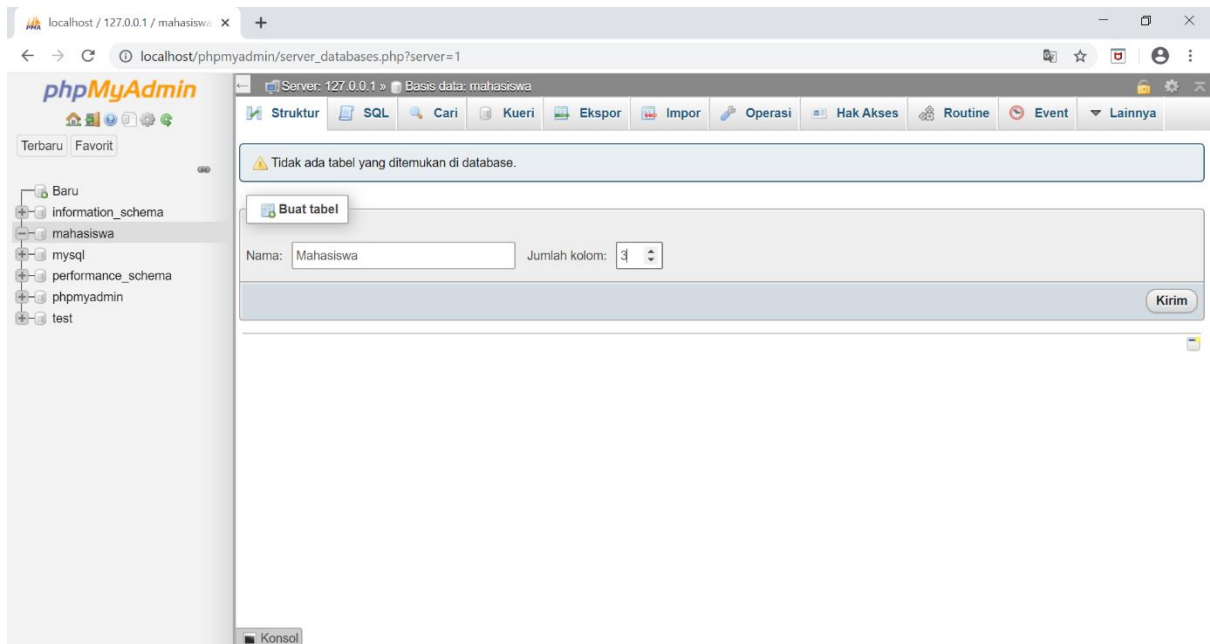 localhost / 127.0.0.1 / mahasiswa
localhost/phpmyadmin/server_databases.php?server=1
phpMyAdmin
Terbaru Favorit
Baru
information_schema
mahasiswa
mysql
performance_schema
phpmyadmin
test
Server: 127.0.0.1 » Basis data: mahasiswa
Struktur SQL Cari Kueri Ekspor Impor Operasi Hak Akses Routine Event Lainnya
Tidak ada tabel yang ditemukan di database.
Buat tabel
Nama: Mahasiswa Jumlah kolom: 3
Kirim
Konsol